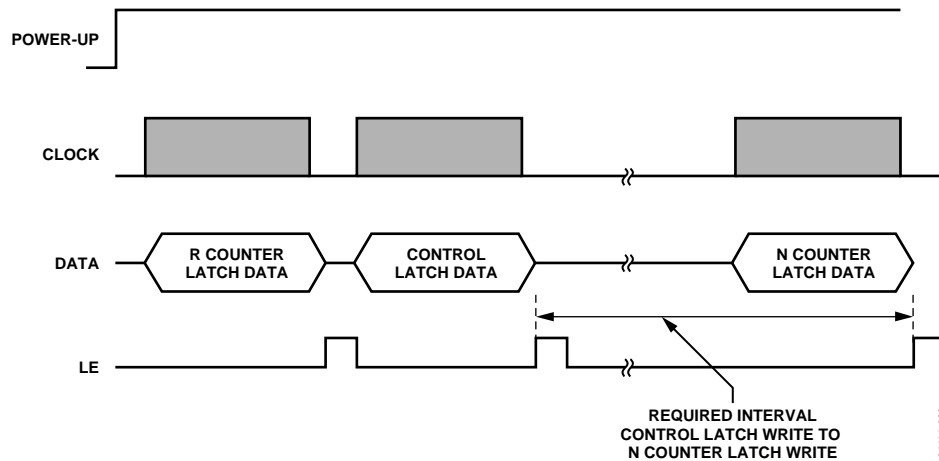 POWER-UP
CLOCK
DATA
R COUNTER
LATCH DATA
CONTROL
LATCH DATA
N COUNTER
LATCH DATA
LE
REQUIRED INTERVAL
CONTROL LATCH WRITE TO
N COUNTER LATCH WRITE